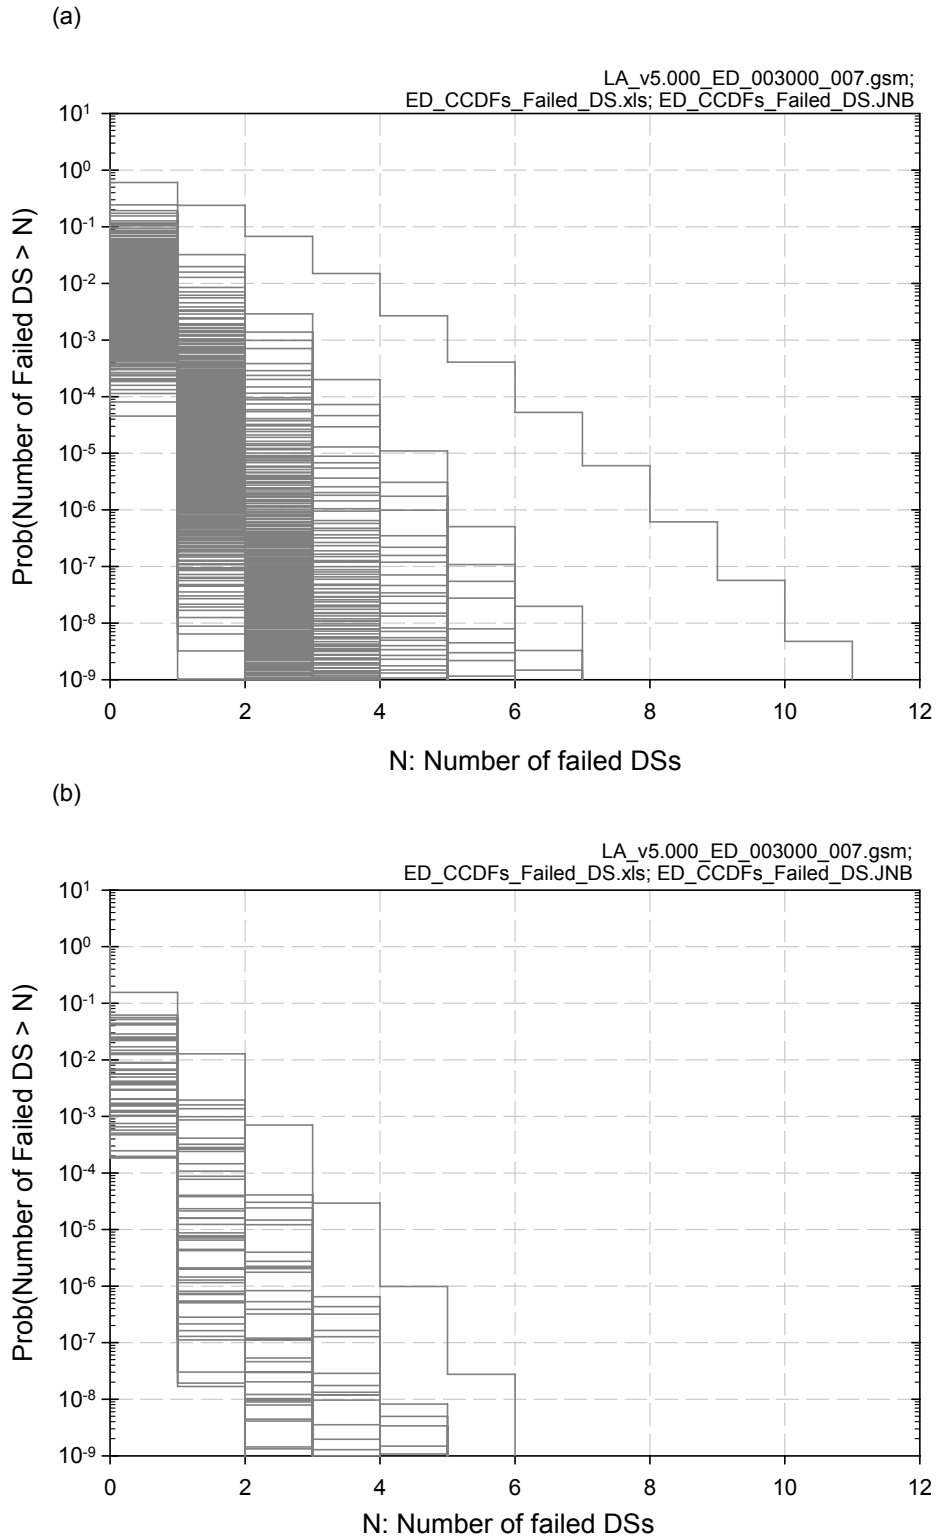 (a)
LA_v5.000_ED_003000_007.gsm;
ED_CCDFs_Failed_DS.xls; ED_CCDFs_Failed_DS.JNB
Prob(Number of Failed DS > N)
10¹
10⁰
10⁻¹
10⁻²
10⁻³
10⁻⁴
10⁻⁵
10⁻⁶
10⁻⁷
10⁻⁸
10⁻⁹
0 2 4 6 8 10 12
N: Number of failed DSs
(b)
LA_v5.000_ED_003000_007.gsm;
ED_CCDFs_Failed_DS.xls; ED_CCDFs_Failed_DS.JNB
Prob(Number of Failed DS > N)
10¹
10⁰
10⁻¹
10⁻²
10⁻³
10⁻⁴
10⁻⁵
10⁻⁶
10⁻⁷
10⁻⁸
10⁻⁹
0 2 4 6 8 10 12
N: Number of failed DSs